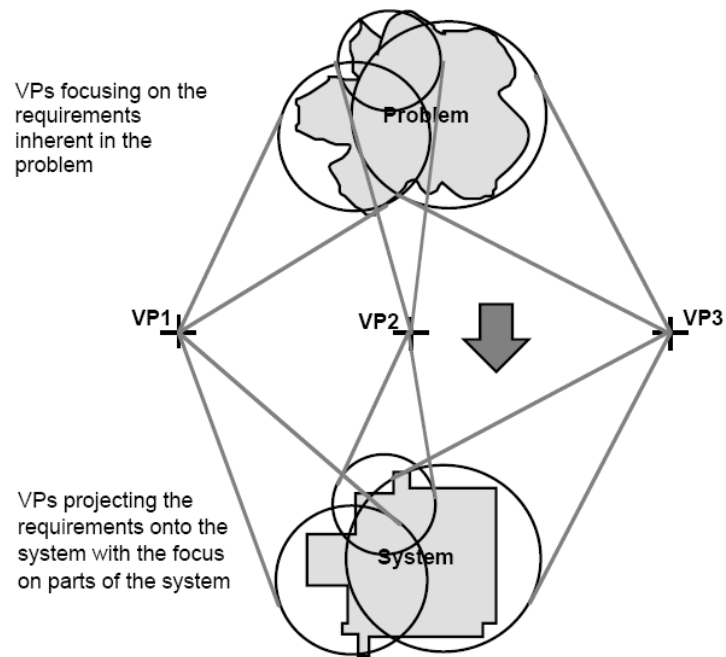 VPs focusing on the
requirements
inherent in the
problem
Problem
VP1
VP2
VP3
VPs projecting the
requirements onto the
system with the focus
on parts of the system
System